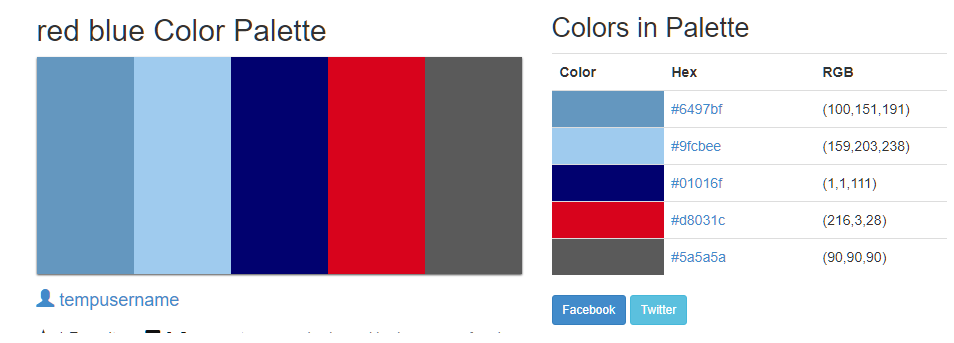 red blue Color Palette
tempusername
Colors in Palette
Color Hex RGB
#6497bf (100,151,191)
#9fcbee (159,203,238)
#01016f (1,1,111)
#d8031c (216,3,28)
#5a5a5a (90,90,90)
Facebook Twitter